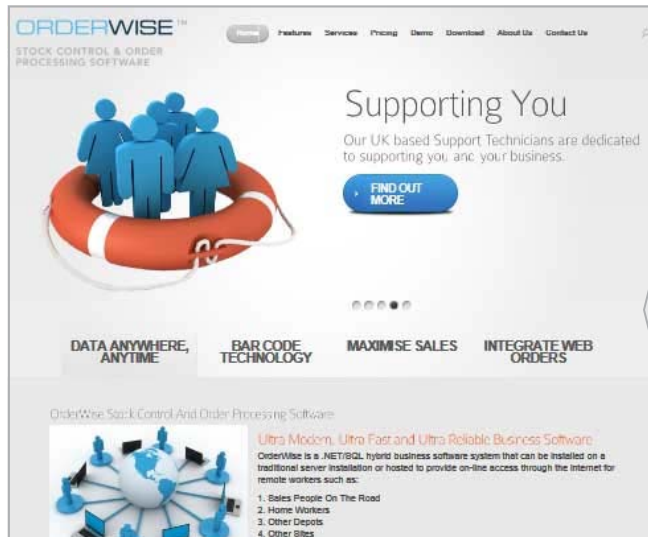 ORDERWISE™
STOCK CONTROL & ORDER
PROCESSING SOFTWARE
Home Features Services Pricing Demo Download About Us Contact Us
Supporting You
Our UK based Support Technicians are dedicated
to supporting you and your business.
FIND OUT
MORE
DATA ANYWHERE,
ANYTIME
BAR CODE
TECHNOLOGY
MAXIMISE SALES
INTEGRATE WEB
ORDERS
OrderWise Stock Control And Order Processing Software
Ultra Modern, Ultra Fast and Ultra Reliable Business Software
OrderWise is a .NET/SQL hybrid business software system that can be installed on a
traditional server installation or hosted to provide on-line access through the internet for
remote workers such as:
1. Sales People On The Road
2. Home Workers
3. Other Depots
4. Other Sites